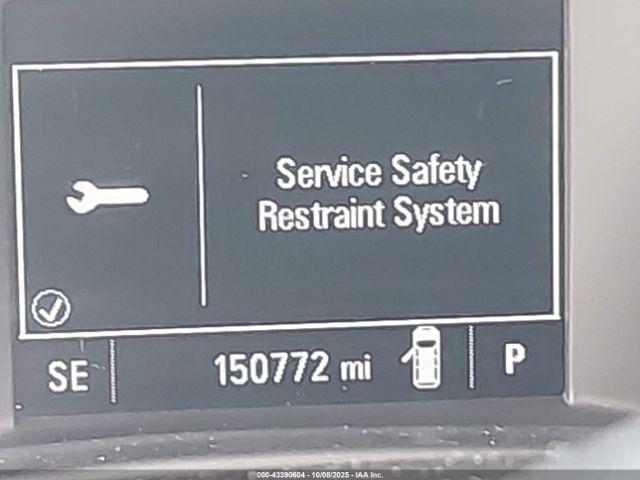 Service Safety
Restraint System
SE 150772 mi P
000-43390604 - 10/08/2025 - IAA Inc.